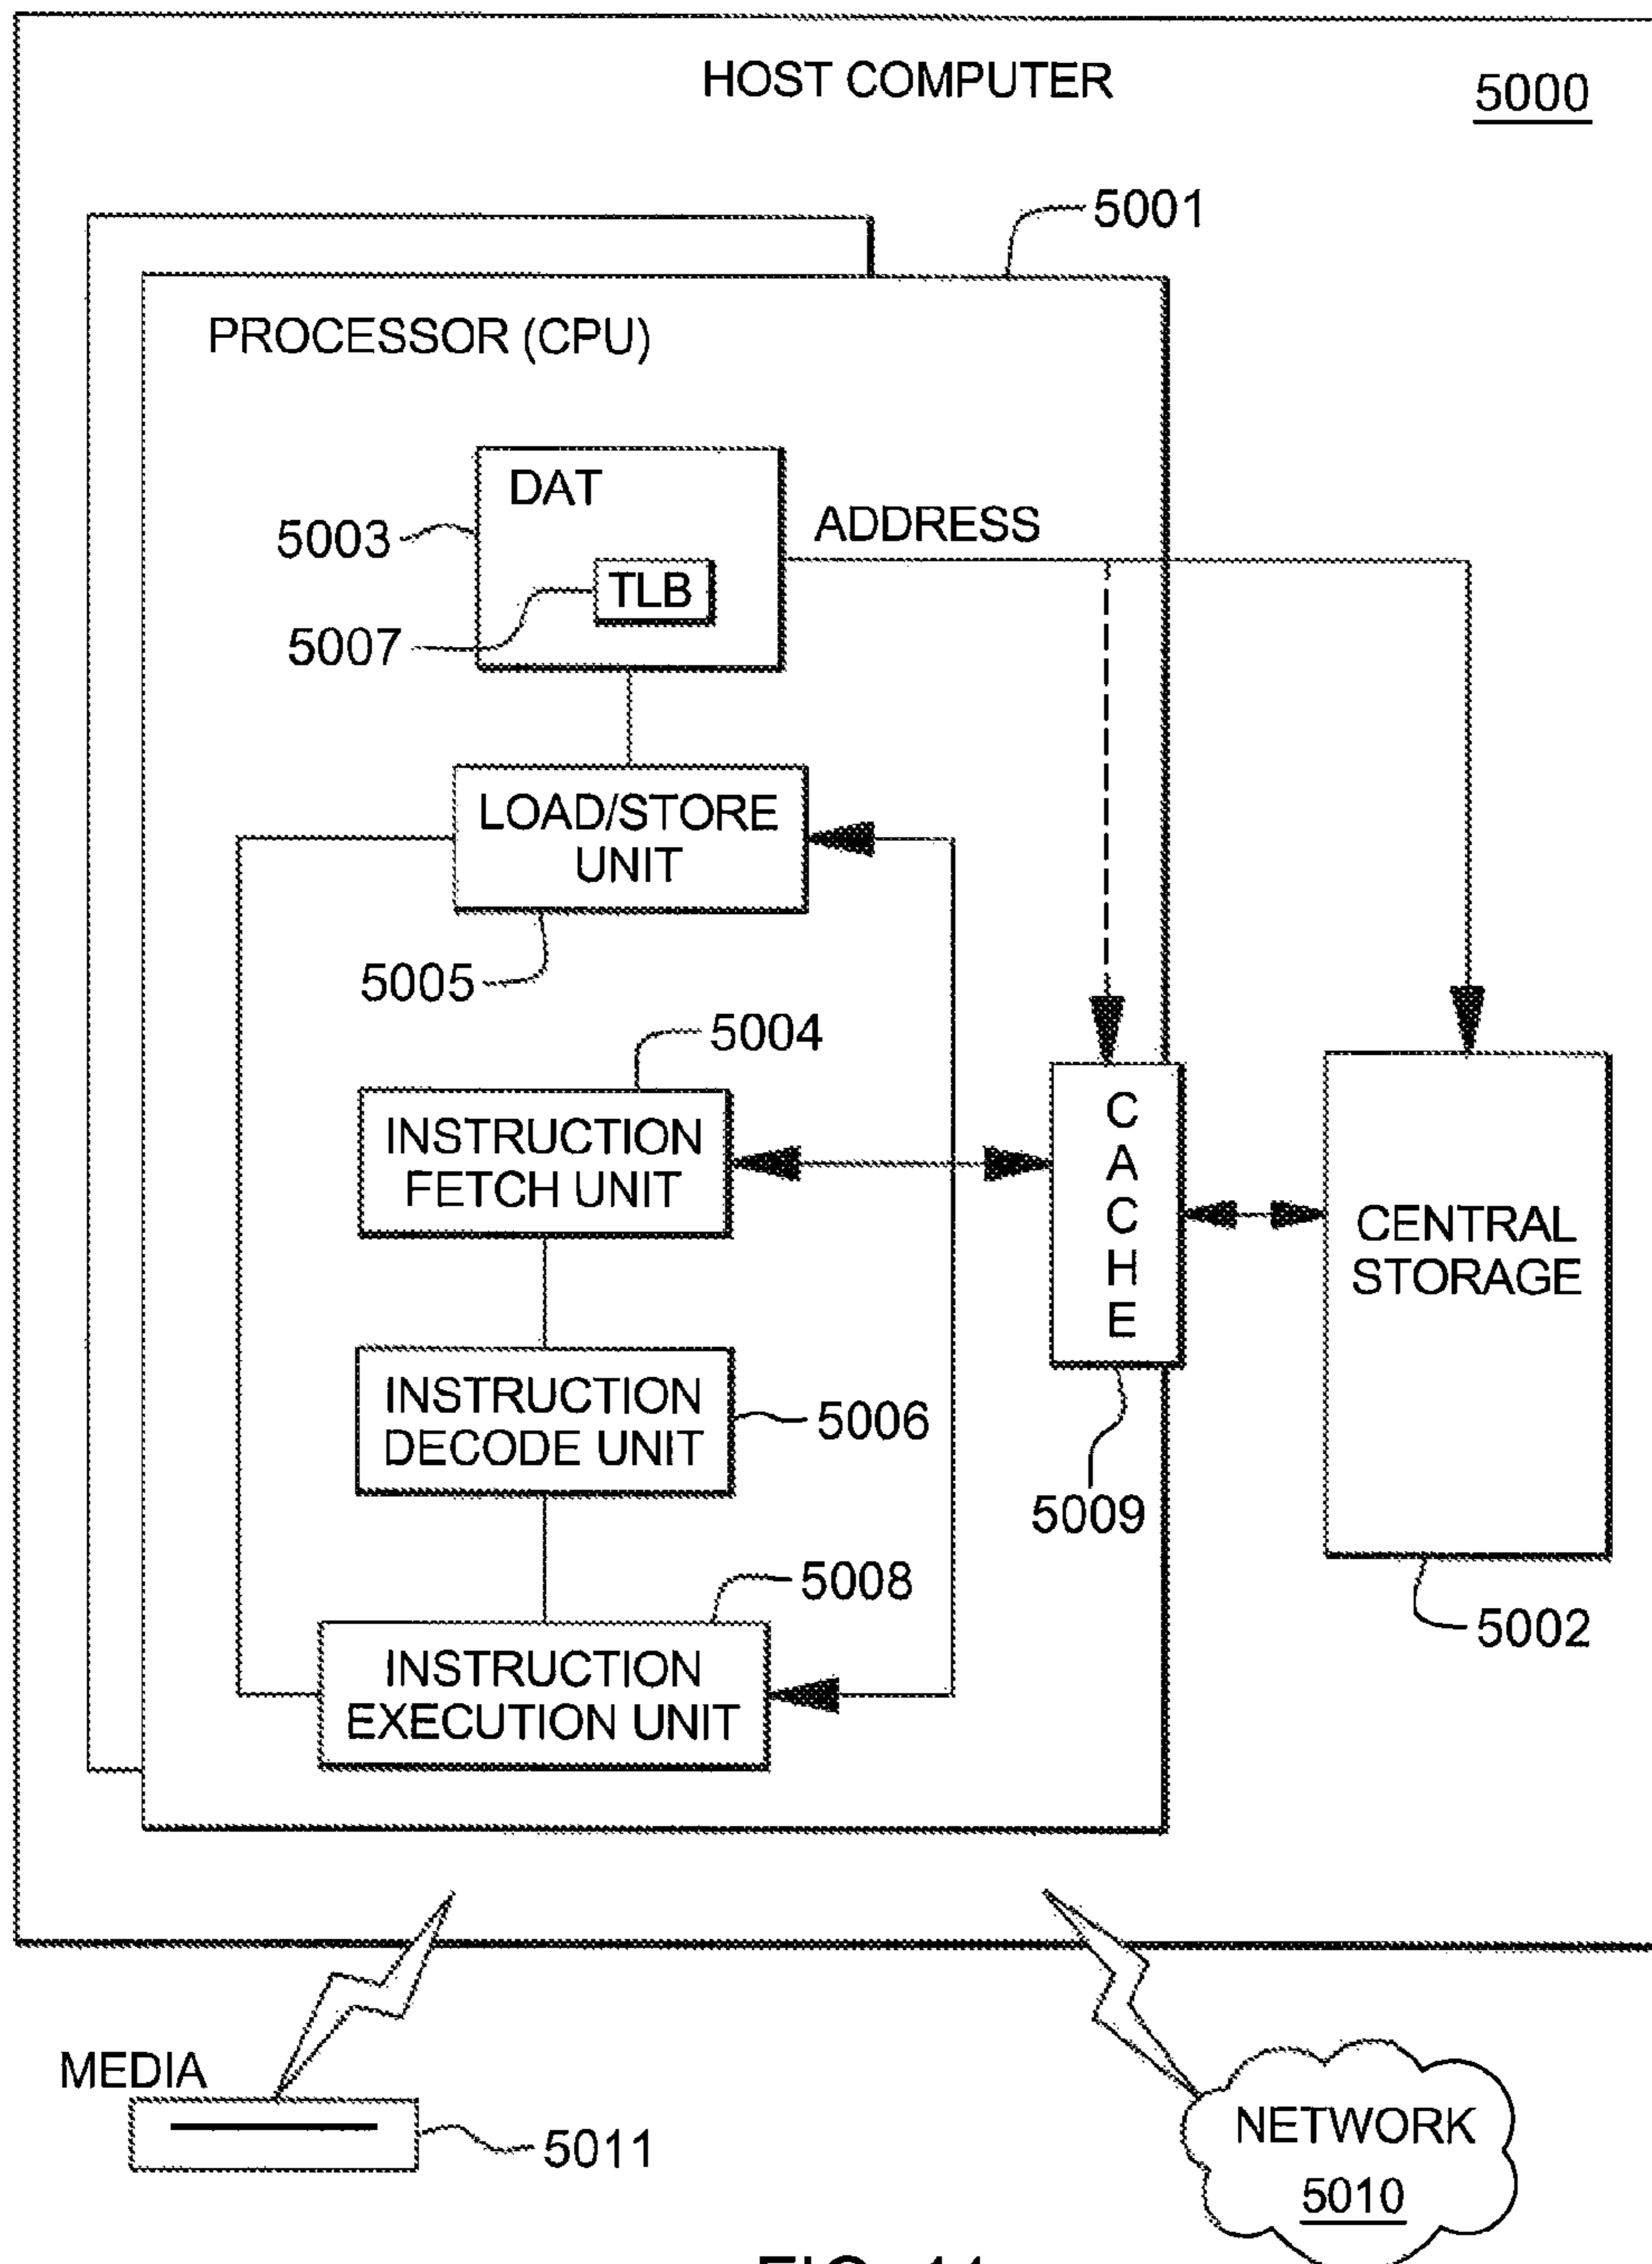 HOST COMPUTER
5000
5001
PROCESSOR (CPU)
DAT
ADDRESS
5003
TLB
5007
LOAD/STORE
UNIT
5005
5004
INSTRUCTION
FETCH UNIT
C
A
C
H
E
CENTRAL
STORAGE
INSTRUCTION
DECODE UNIT
5006
5009
5008
5002
INSTRUCTION
EXECUTION UNIT
MEDIA
5011
NETWORK
5010